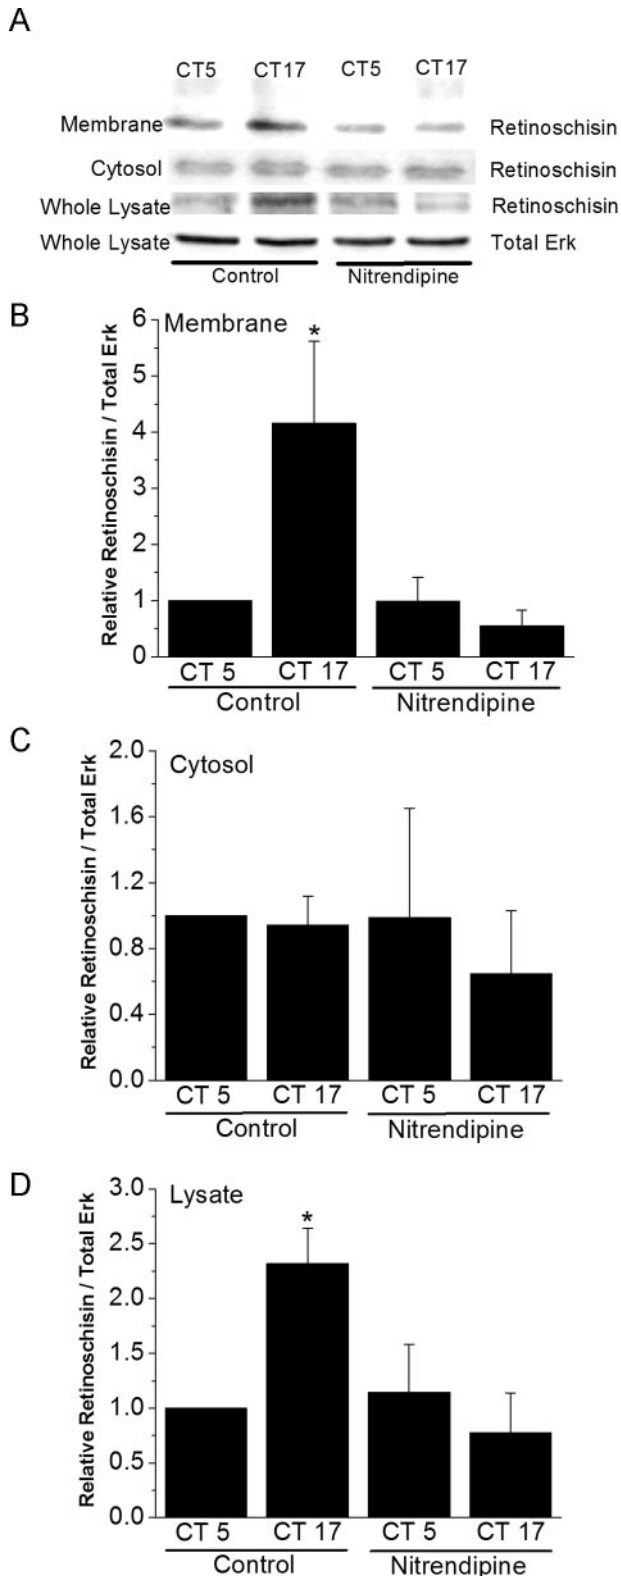 A
CT5 CT17 CT5 CT17
Membrane Retinoschisin
Cytosol Retinoschisin
Whole Lysate Retinoschisin
Whole Lysate Total Erk
Control Nitrendipine
B
Membrane
*
Relative Retinoschisin / Total Erk
6
5
4
3
2
1
0
CT 5 CT 17 CT 5 CT 17
Control Nitrendipine
C
Cytosol
Relative Retinoschisin / Total Erk
2.0
1.6
1.2
0.8
0.4
0.0
CT 5 CT 17 CT 5 CT 17
Control Nitrendipine
D
Lysate
*
Relative Retinoschisin / Total Erk
3.0
2.5
2.0
1.5
1.0
0.5
0.0
CT 5 CT 17 CT 5 CT 17
Control Nitrendipine